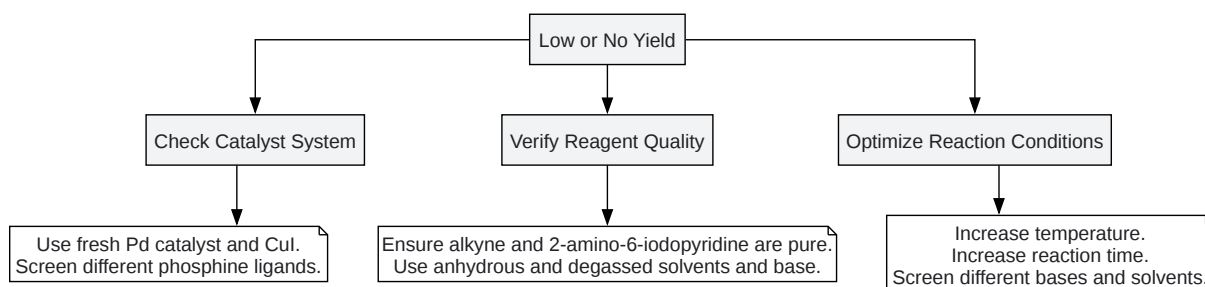 Low or No Yield
Check Catalyst System
Verify Reagent Quality
Optimize Reaction Conditions
Use fresh Pd catalyst and CuI.
Screen different phosphine ligands.
Ensure alkyne and 2-amino-6-iodopyridine are pure.
Use anhydrous and degassed solvents and base.
Increase temperature.
Increase reaction time.
Screen different bases and solvents.